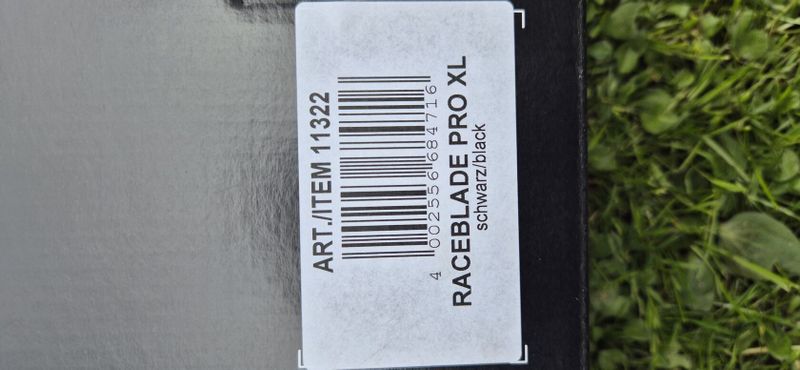 ART./ITEM 11322
4 002556 684716
RACEBLADE PRO XL
schwarz/black